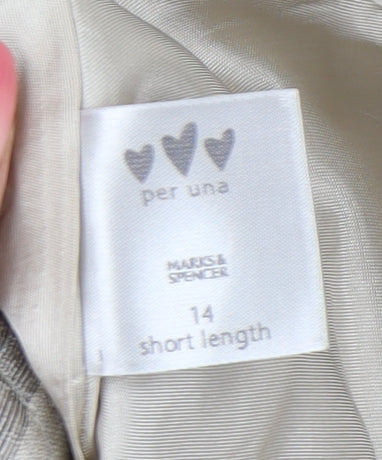 per una
MARKS&
SPENCER
14
short length